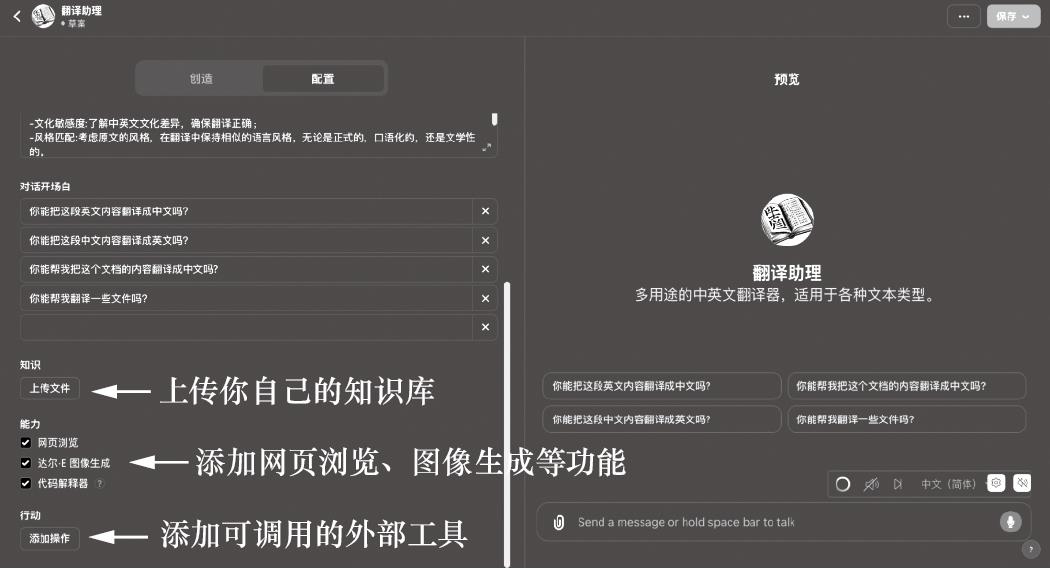 翻译助理
草案
保存
创造
配置
-文化敏感度:了解中英文文化差异，确保翻译正确；
-风格匹配:考虑原文的风格，在翻译中保持相似的语言风格，无论是正式的，口语化的，还是文学性
的，
对话开场白
你能把这段英文内容翻译成中文吗?
你能把这段中文内容翻译成英文吗?
你能帮我把这个文档的内容翻译成中文吗?
你能帮我翻译一些文件吗?
知识
上传文件
上传你自己的知识库
能力
网页浏览
达尔·E 图像生成
代码解释器 ?
添加网页浏览、图像生成等功能
行动
添加操作
添加可调用的外部工具
预览
翻译助理
多用途的中英文翻译器，适用于各种文本类型。
你能把这段英文内容翻译成中文吗?
你能帮我把这个文档的内容翻译成中文吗?
你能把这段中文内容翻译成英文吗?
你能帮我翻译一些文件吗?
中文（简体）
Send a message or hold space bar to talk
?